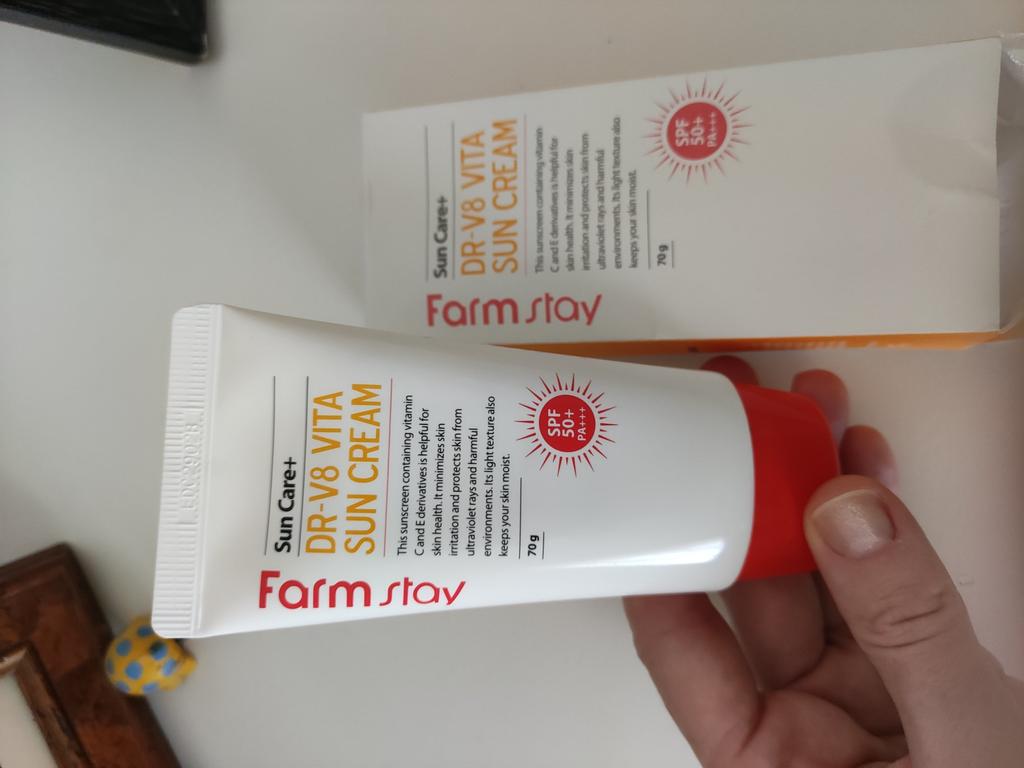 Farm stay
Sun Care+
DR-V8 VITA
SUN CREAM
This sunscreen containing vitamin
C and E derivatives is helpful for
skin health. It minimizes skin
irritation and protects skin from
ultraviolet rays and harmful
environments. Its light texture also
keeps your skin moist.
70g
SPF
50+
PA+++
Farm stay
Sun Care+
DR-V8 VITA
SUN CREAM
This sunscreen containing vitamin
C and E derivatives is helpful for
skin health. It minimizes skin
irritation and protects skin from
ultraviolet rays and harmful
environments. Its light texture also
keeps your skin moist.
70g
SPF
50+
PA+++